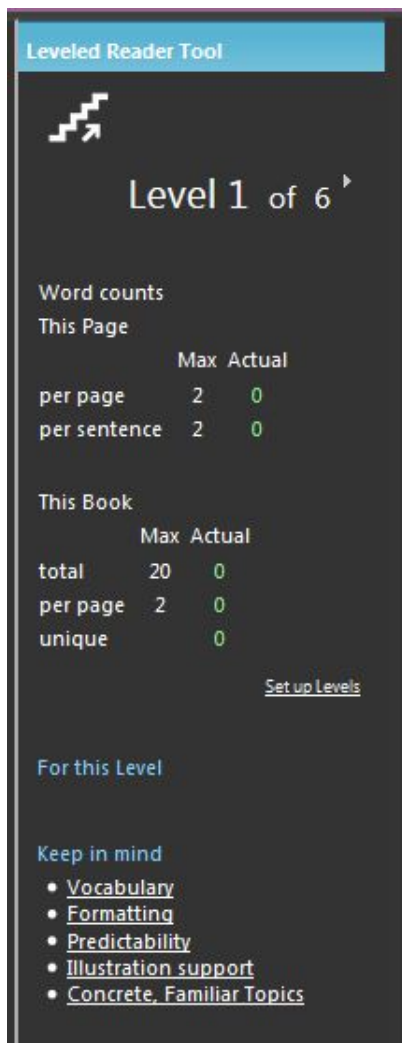 Leveled Reader Tool
Level 1 of 6
Word counts
This Page
Max Actual
per page 2 0
per sentence 2 0
This Book
Max Actual
total 20 0
per page 2 0
unique 0
Set up Levels
For this Level
Keep in mind
• Vocabulary
• Formatting
• Predictability
• Illustration support
• Concrete, Familiar Topics